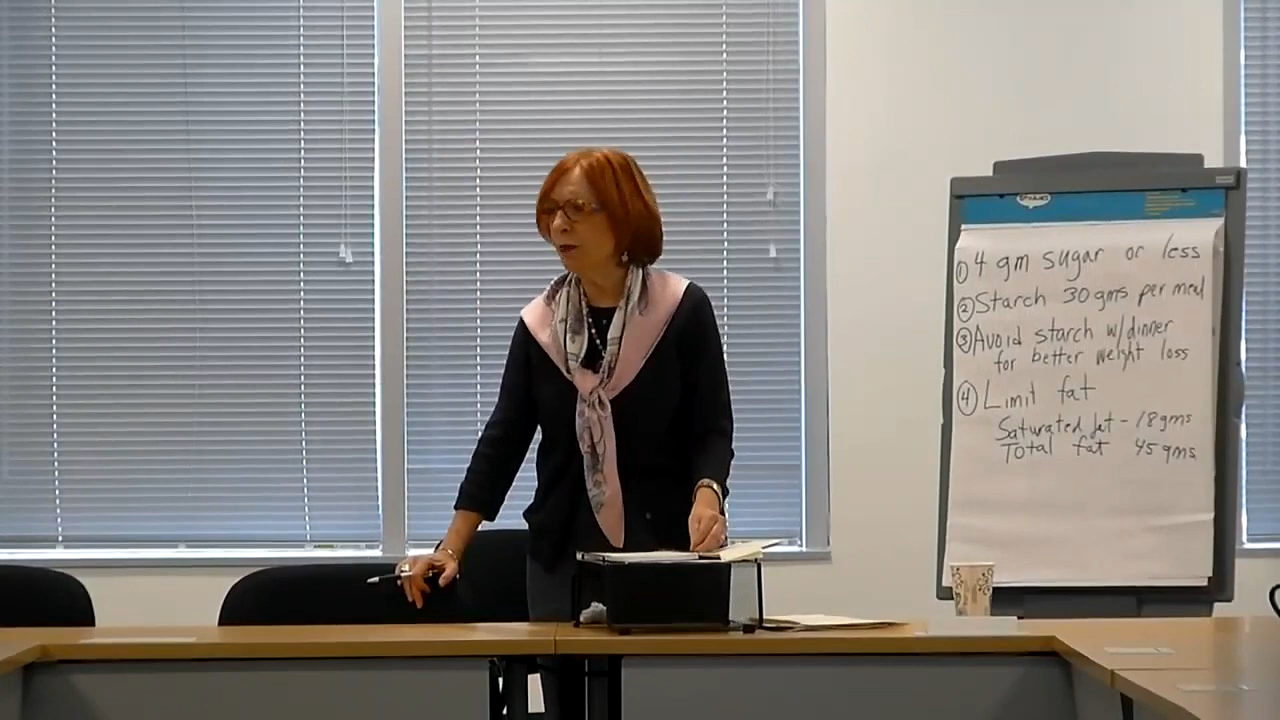 ① 4 gm sugar or less
② Starch 30 gms per meal
③ Avoid starch w/dinner
for better weight loss
④ Limit fat
Saturated fat - 18 gms
Total fat 45 gms